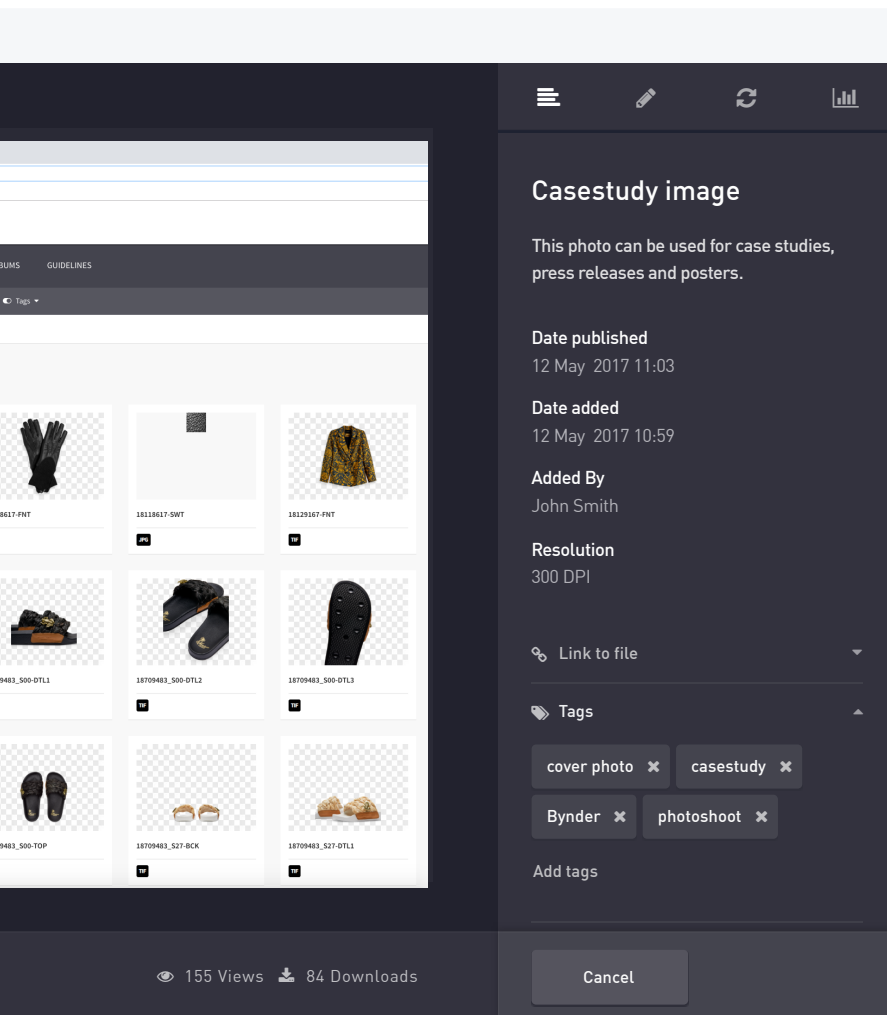 BUMS GUIDELINES
Tags
8617-FNT
18118617-SWT
18129167-FNT
JPG
TIF
9483_S00-DTL1
18709483_S00-DTL2
18709483_S00-DTL3
TIF
TIF
9483_S00-TOP
18709483_S27-BCK
18709483_S27-DTL1
TIF
TIF
155 Views 84 Downloads
Casestudy image
This photo can be used for case studies,
press releases and posters.
Date published
12 May 2017 11:03
Date added
12 May 2017 10:59
Added By
John Smith
Resolution
300 DPI
Link to file
Tags
cover photo casestudy
Bynder photoshoot
Add tags
Cancel